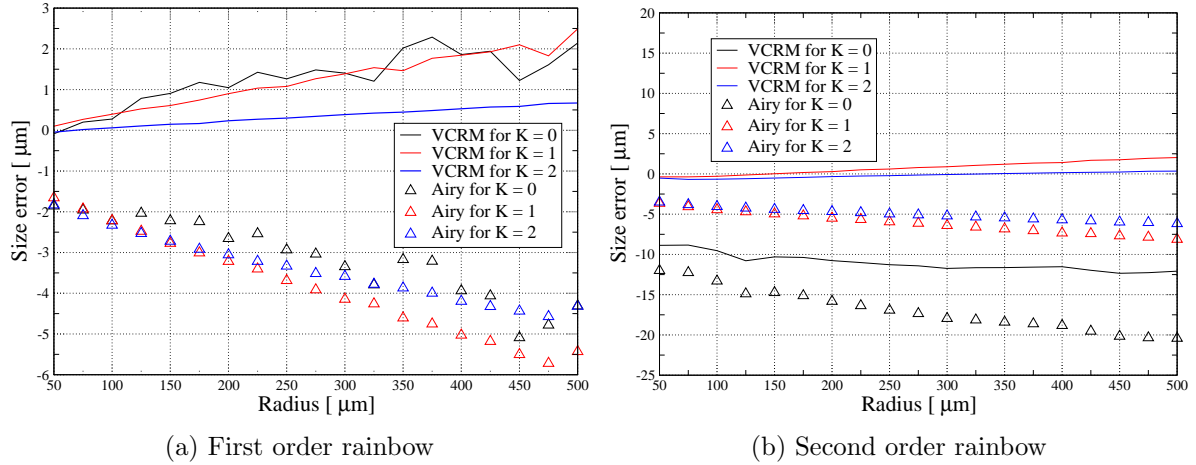 3
2
1
0
-1
-2
-3
-4
-5
-6
Size error [ μm]
50
100
150
200
250
300
350
400
450
500
Radius [ μm]
VCRM for K = 0
VCRM for K = 1
VCRM for K = 2
Airy for K = 0
Airy for K = 1
Airy for K = 2
(a) First order rainbow
20
15
10
5
0
-5
-10
-15
-20
-25
Size error [ μm]
50
100
150
200
250
300
350
400
450
500
Radius [ μm]
VCRM for K = 0
VCRM for K = 1
VCRM for K = 2
Airy for K = 0
Airy for K = 1
Airy for K = 2
(b) Second order rainbow